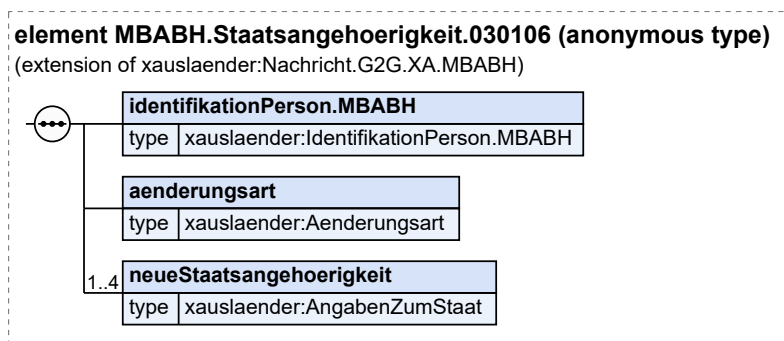 element MBABH.Staatsangehoerigkeit.030106 (anonymous type)
(extension of xauslaender:Nachricht.G2G.XA.MBABH)
identifikationPerson.MBABH
type xauslaender:IdentifikationPerson.MBABH
aenderungsart
type xauslaender:Aenderungsart
1..4 neueStaatsangehoerigkeit
type xauslaender:AngabenZumStaat